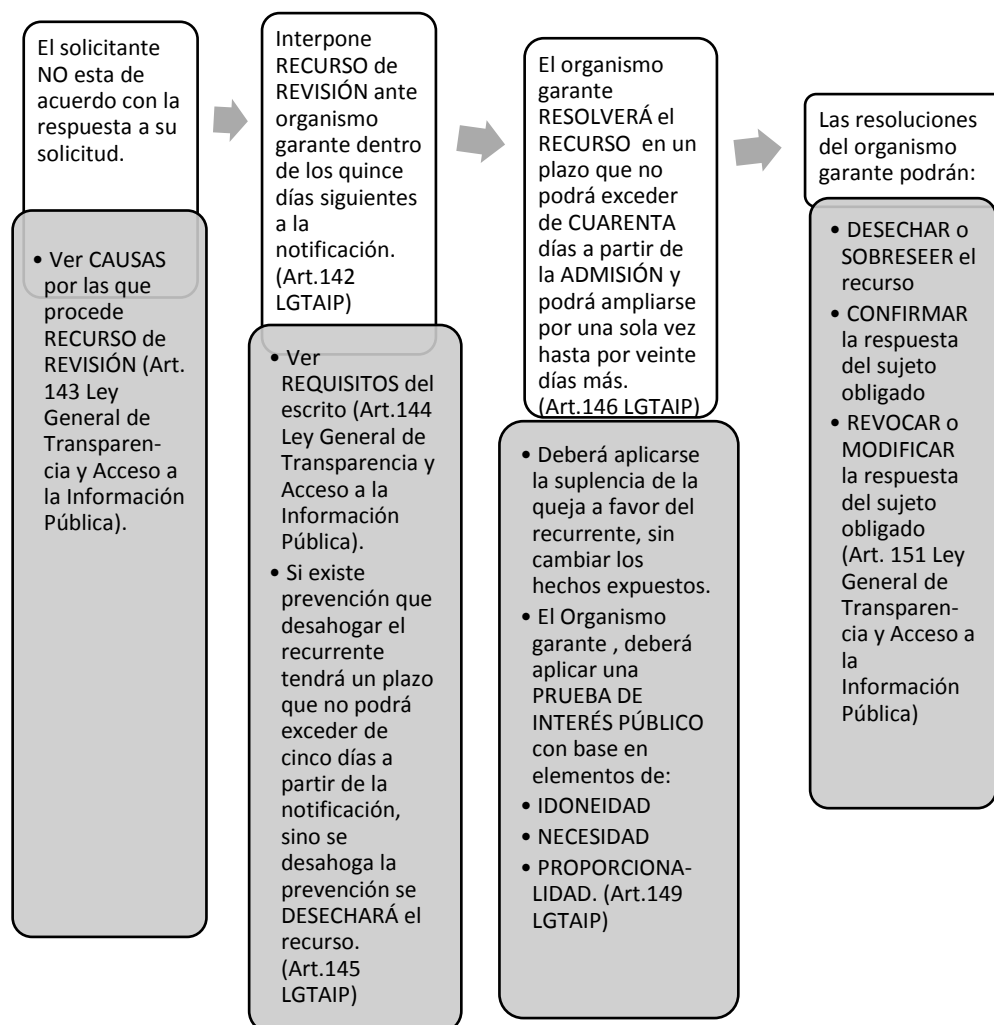 El solicitante
NO esta de
acuerdo con la
respuesta a su
solicitud.
• Ver CAUSAS
por las que
procede
RECURSO de
REVISIÓN (Art.
143 Ley
General de
Transparen-
cia y Acceso a
la Información
Pública).
Interpone
RECURSO de
REVISIÓN ante
organismo
garante dentro
de los quince
días siguientes
a la
notificación.
(Art.142
LGTAIP)
• Ver
REQUISITOS del
escrito (Art.144
Ley General de
Transparencia y
Acceso a la
Información
Pública).
• Si existe
prevención que
desahogar el
recurrente
tendrá un plazo
que no podrá
exceder de
cinco días a
partir de la
notificación,
sino se
desahoga la
prevención se
DESECHARÁ el
recurso.
(Art.145
LGTAIP)
El organismo
garante
RESOLVERÁ el
RECURSO en un
plazo que no
podrá exceder
de CUARENTA
días a partir de
la ADMISIÓN y
podrá ampliarse
por una sola vez
hasta por veinte
días más.
(Art.146 LGTAIP)
• Deberá aplicarse
la suplencia de la
queja a favor del
recurrente, sin
cambiar los
hechos expuestos.
• El Organismo
garante , deberá
aplicar una
PRUEBA DE
INTERÉS PÚBLICO
con base en
elementos de:
• IDONEIDAD
• NECESIDAD
• PROPORCIONA-
LIDAD. (Art.149
LGTAIP)
Las resoluciones
del organismo
garante podrán:
• DESECHAR o
SOBRESEER el
recurso
• CONFIRMAR
la respuesta
del sujeto
obligado
• REVOCAR o
MODIFICAR
la respuesta
del sujeto
obligado
(Art. 151 Ley
General de
Transparen-
cia y Acceso a
la
Información
Pública)